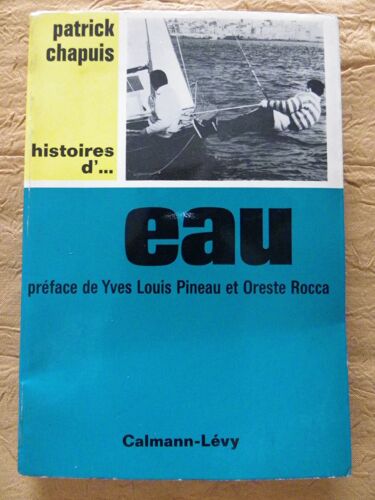 patrick
chapuis
histoires
d'...
eau
préface de Yves Louis Pineau et Oreste Rocca
Calmann-Lévy